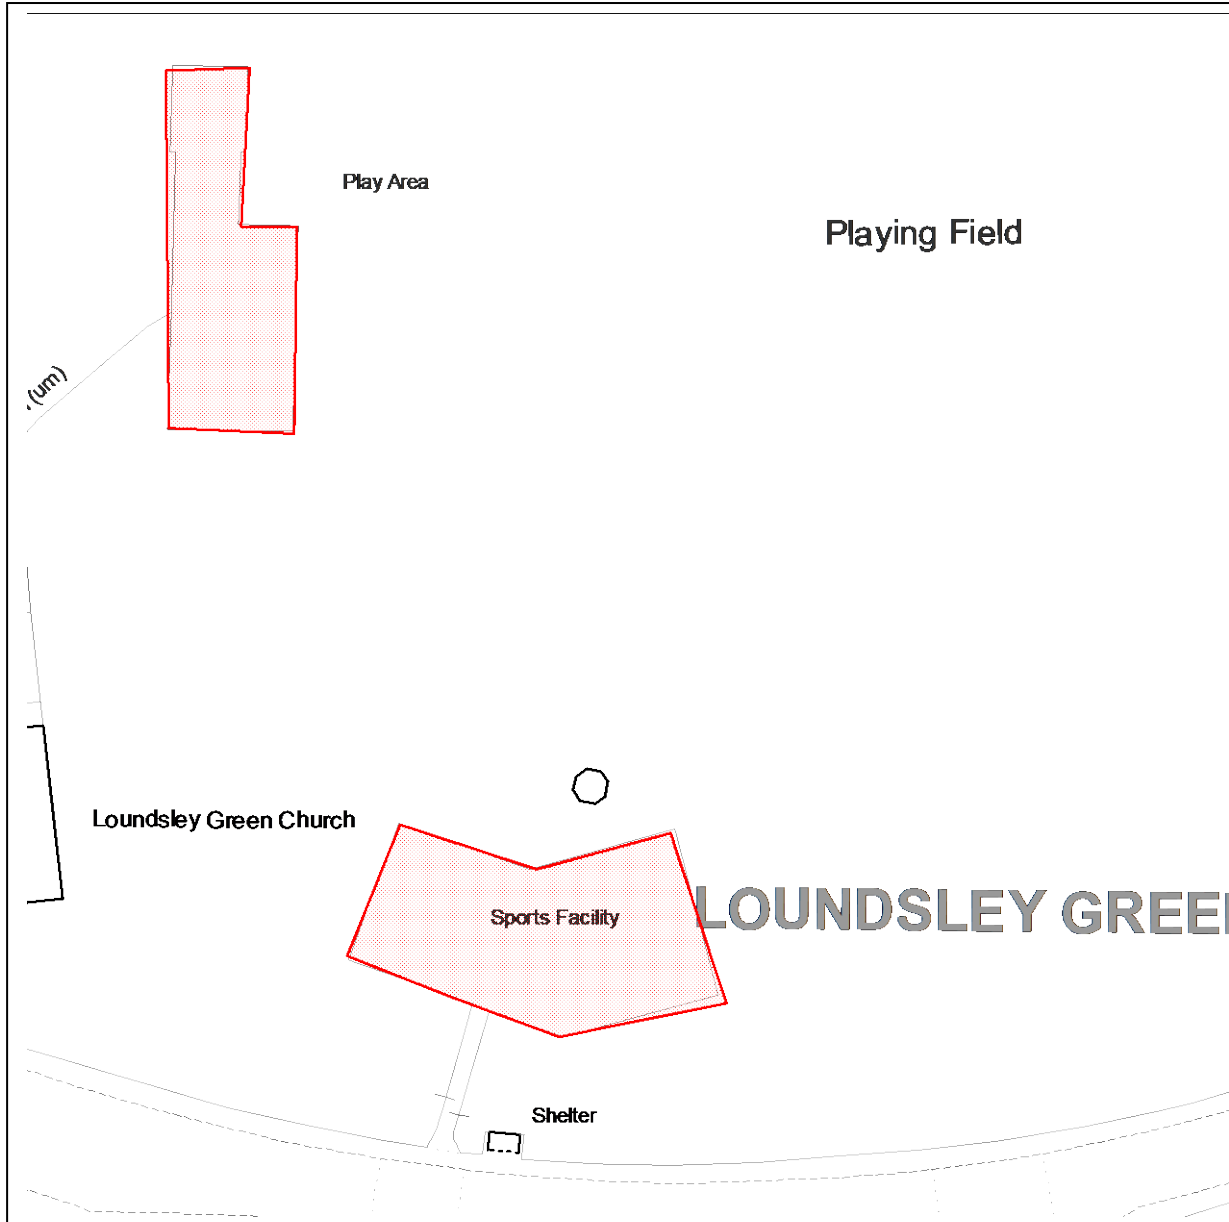 Play Area
Playing Field
(um)
Loundsley Green Church
Sports Facility
LOUNDSLEY GREE
Shelter